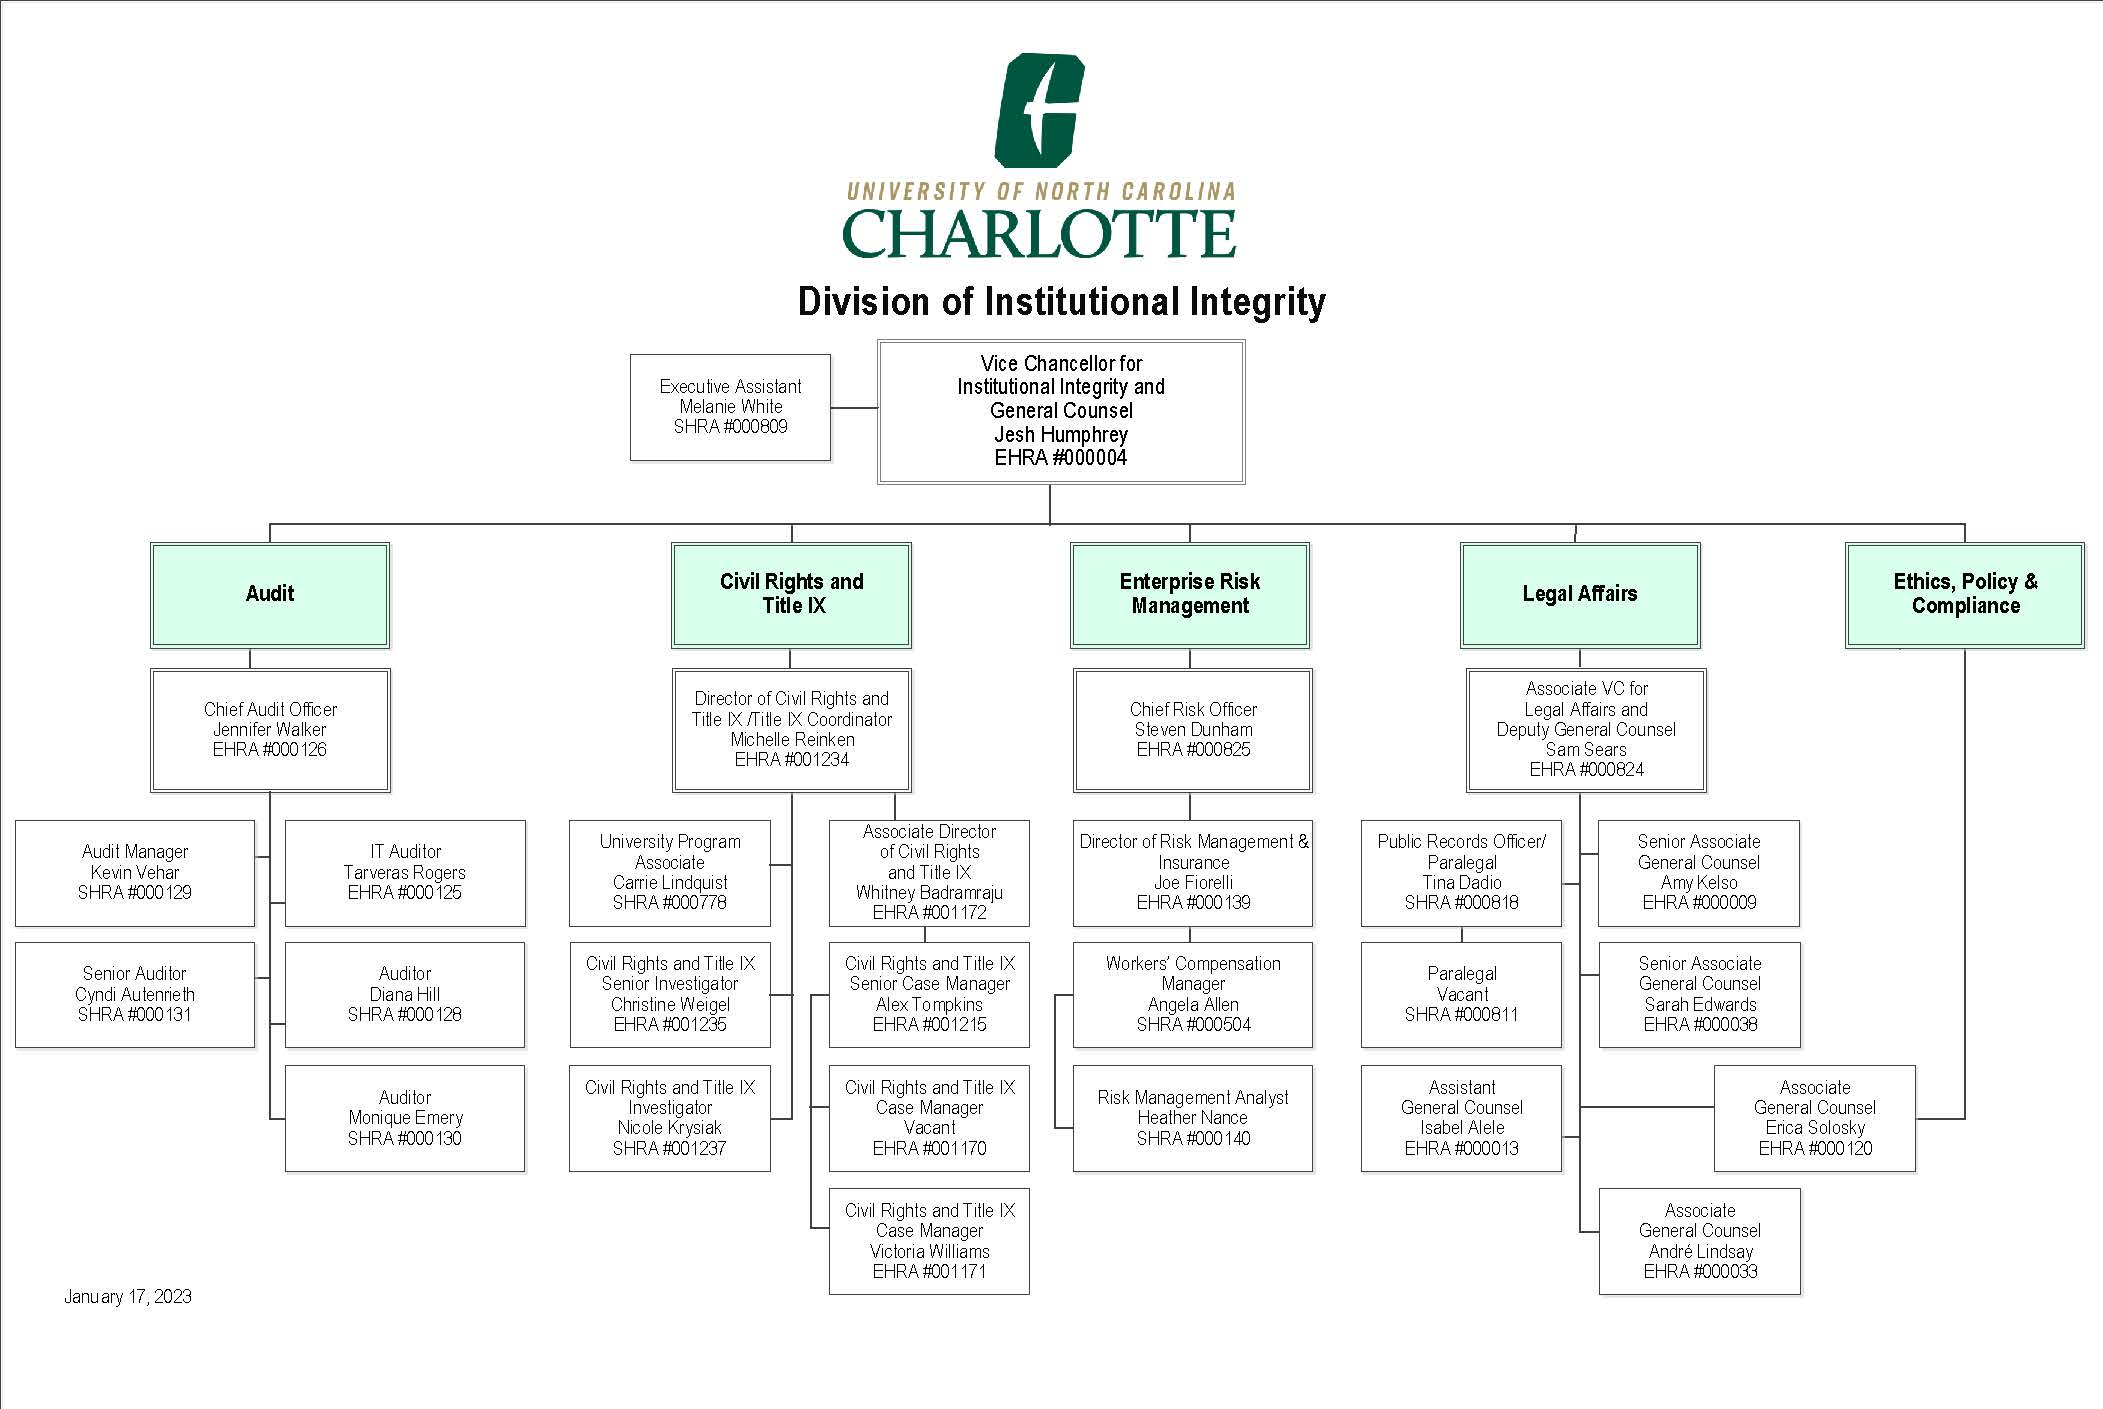 UNIVERSITY OF NORTH CAROLINA
CHARLOTTE
Division of Institutional Integrity
Executive Assistant
Melanie White
SHRA #000809
Vice Chancellor for
Institutional Integrity and
General Counsel
Jesh Humphrey
EHRA #000004
Audit
Civil Rights and
Title IX
Enterprise Risk
Management
Legal Affairs
Ethics, Policy &
Compliance
Chief Audit Officer
Jennifer Walker
EHRA #000126
Director of Civil Rights and
Title IX /Title IX Coordinator
Michelle Reinken
EHRA #001234
Chief Risk Officer
Steven Dunham
EHRA #000825
Associate VC for
Legal Affairs and
Deputy General Counsel
Sam Sears
EHRA #000824
Audit Manager
Kevin Vehar
SHRA #000129
IT Auditor
Tarveras Rogers
EHRA #000125
University Program
Associate
Carrie Lindquist
SHRA #000778
Associate Director
of Civil Rights
and Title IX
Whitney Badramraju
EHRA #001172
Director of Risk Management &
Insurance
Joe Fiorelli
EHRA #000139
Public Records Officer/
Paralegal
Tina Dadio
SHRA #000818
Senior Associate
General Counsel
Amy Kelso
EHRA #000009
Senior Auditor
Cyndi Autenrieth
SHRA #000131
Auditor
Diana Hill
SHRA #000128
Civil Rights and Title IX
Senior Investigator
Christine Weigel
EHRA #001235
Civil Rights and Title IX
Senior Case Manager
Alex Tompkins
EHRA #001215
Workers' Compensation
Manager
Angela Allen
SHRA #000504
Paralegal
Vacant
SHRA #000811
Senior Associate
General Counsel
Sarah Edwards
EHRA #000038
Auditor
Monique Emery
SHRA #000130
Civil Rights and Title IX
Investigator
Nicole Krysiak
SHRA #001237
Civil Rights and Title IX
Case Manager
Vacant
EHRA #001170
Risk Management Analyst
Heather Nance
SHRA #000140
Assistant
General Counsel
Isabel Alele
EHRA #000013
Associate
General Counsel
Erica Solosky
EHRA #000120
Civil Rights and Title IX
Case Manager
Victoria Williams
EHRA #001171
Associate
General Counsel
André Lindsay
EHRA #000033
January 17, 2023